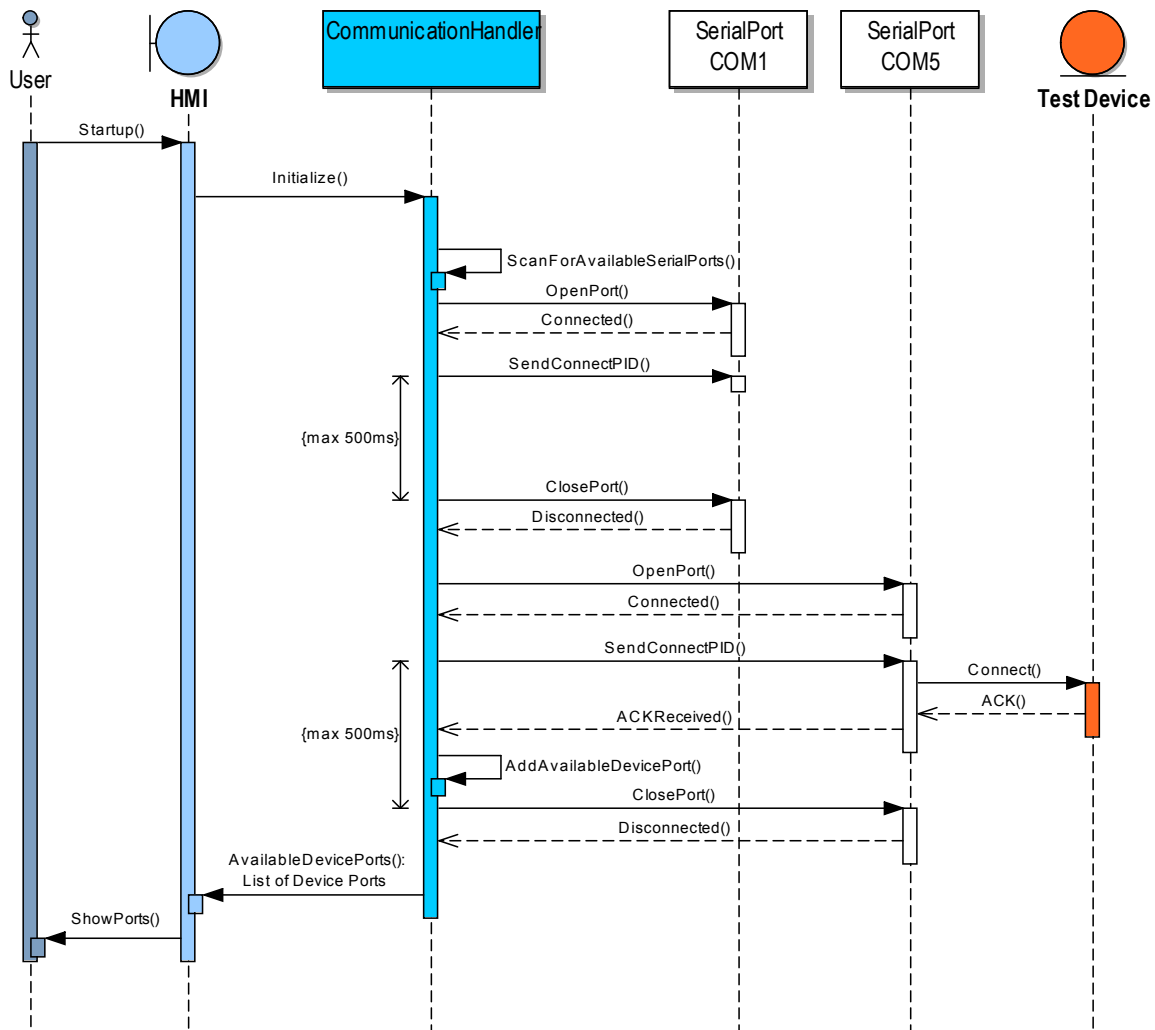 User
HMI
CommunicationHandler
SerialPort
COM1
SerialPort
COM5
Test Device
Startup()
Initialize()
ScanForAvailableSerialPorts()
OpenPort()
Connected()
SendConnectPID()
{max 500ms}
ClosePort()
Disconnected()
OpenPort()
Connected()
SendConnectPID()
Connect()
ACK()
ACKReceived()
{max 500ms}
AddAvailableDevicePort()
ClosePort()
Disconnected()
AvailableDevicePorts():
List of Device Ports
ShowPorts()